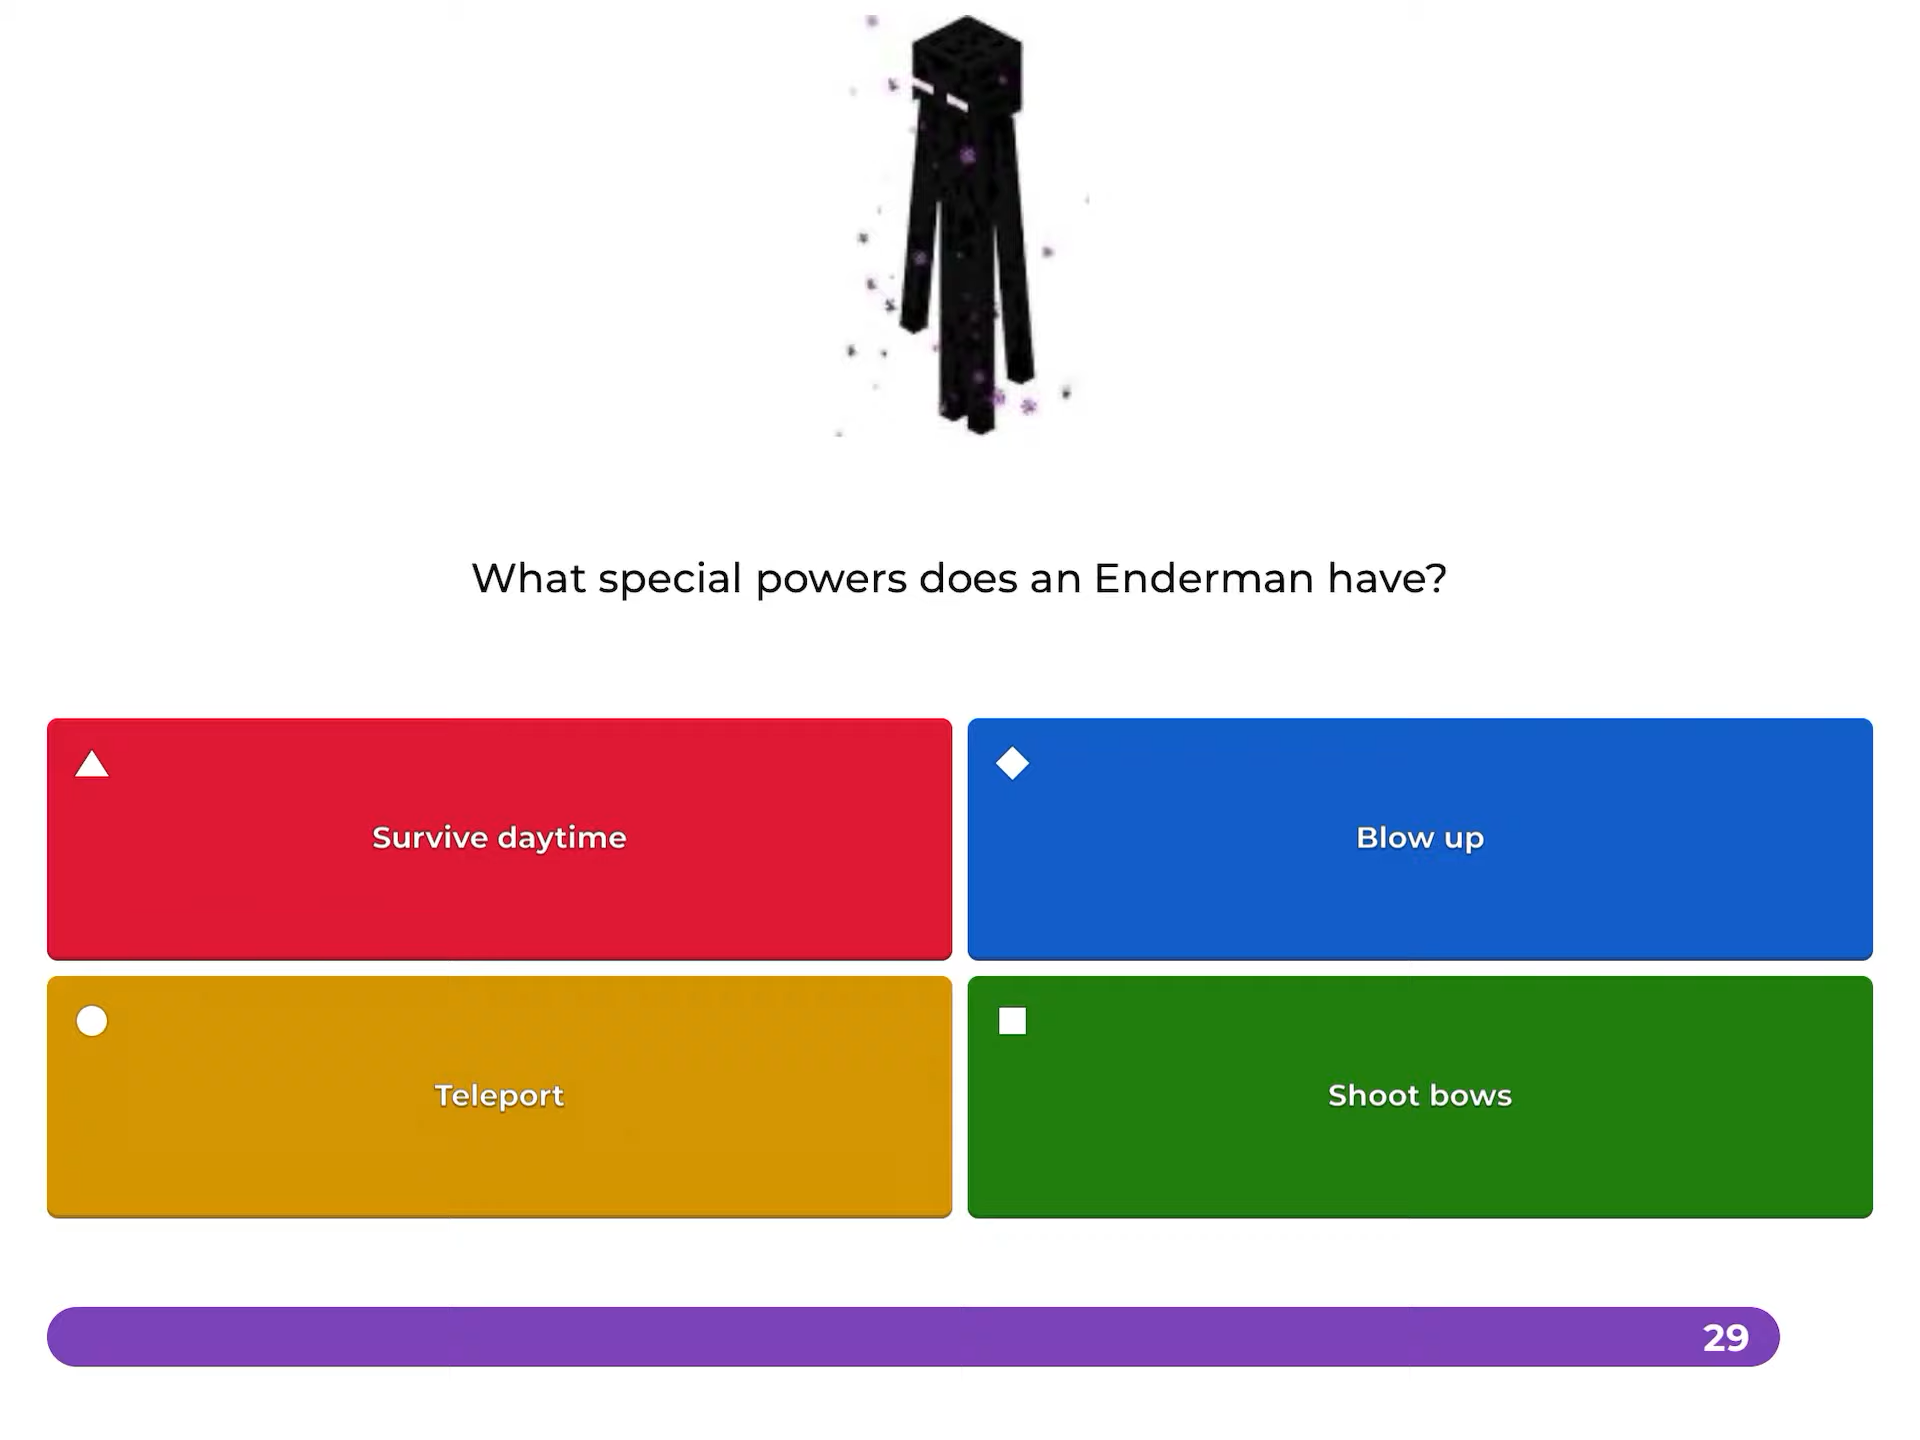 What special powers does an Enderman have?
Survive daytime
Blow up
Teleport
Shoot bows
29